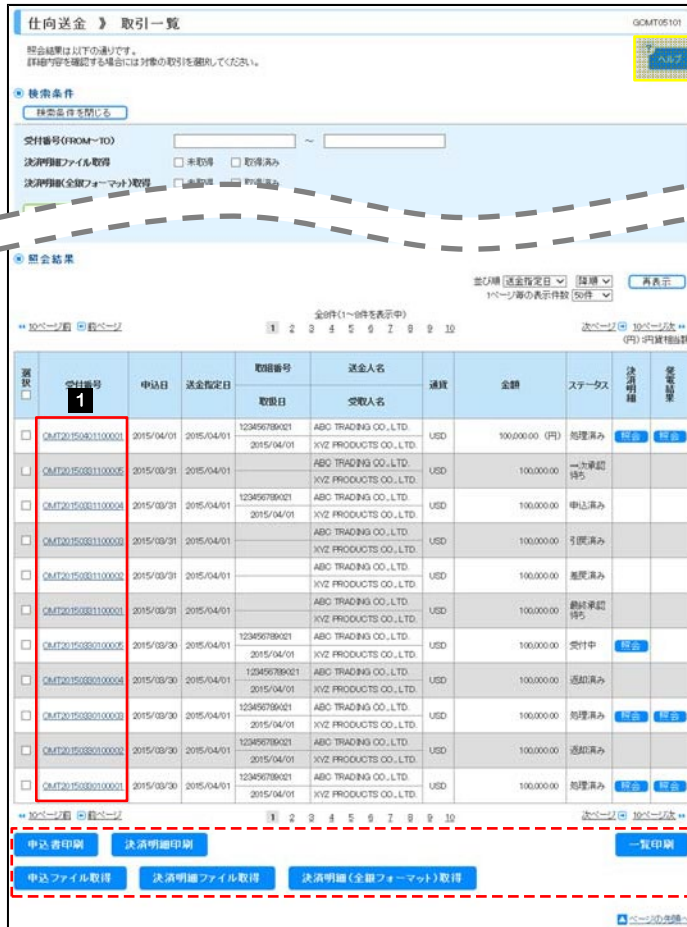 仕向送金 》 取引一覧
GOMT05101
照会結果は以下の通りです。
詳細内容を確認する場合には対象の取引を選択してください。
? ヘルプ
検索条件
検索条件を閉じる
受付番号(FROM～TO) ～
決済明細ファイル取得 未取得 取得済み
決済明細(全銀フォーマット)取得 未取得 取得済み
照会結果
並び順 送金指定日 降順 再表示
1ページ毎の表示件数 50件
全9件(1～9件を表示中)
10ページ前 前ページ 1 2 3 4 5 6 7 8 9 10 次ページ 10ページ次
(円):円貨相当額
選択 受付番号 申込日 送金指定日 取組番号 送金人名 通貨 金額 ステータス 決済明細 発電結果
取扱日 受取人名
1
OMT20150401100001 2015/04/01 2015/04/01 123456789021 ABC TRADING CO.,LTD. USD 100,000.00 (円) 処理済み 照会 照会
2015/04/01 XYZ PRODUCTS CO.,LTD.
OMT20150331100005 2015/03/31 2015/04/01 ABC TRADING CO.,LTD. USD 100,000.00 一次承認待ち
XYZ PRODUCTS CO.,LTD.
OMT20150331100004 2015/03/31 2015/04/01 123456789021 ABC TRADING CO.,LTD. USD 100,000.00 申込済み
2015/04/01 XYZ PRODUCTS CO.,LTD.
OMT20150331100003 2015/03/31 2015/04/01 ABC TRADING CO.,LTD. USD 100,000.00 引戻済み
XYZ PRODUCTS CO.,LTD.
OMT20150331100002 2015/03/31 2015/04/01 ABC TRADING CO.,LTD. USD 100,000.00 差戻済み
XYZ PRODUCTS CO.,LTD.
OMT20150331100001 2015/03/31 2015/04/01 ABC TRADING CO.,LTD. USD 100,000.00 最終承認待ち
XYZ PRODUCTS CO.,LTD.
OMT20150330100005 2015/03/30 2015/04/01 123456789021 ABC TRADING CO.,LTD. USD 100,000.00 受付中 照会
2015/04/01 XYZ PRODUCTS CO.,LTD.
OMT20150330100004 2015/03/30 2015/04/01 123456789021 ABC TRADING CO.,LTD. USD 100,000.00 返却済み
2015/04/01 XYZ PRODUCTS CO.,LTD.
OMT20150330100003 2015/03/30 2015/04/01 123456789021 ABC TRADING CO.,LTD. USD 100,000.00 処理済み 照会 照会
2015/04/01 XYZ PRODUCTS CO.,LTD.
OMT20150330100002 2015/03/30 2015/04/01 123456789021 ABC TRADING CO.,LTD. USD 100,000.00 返却済み
2015/04/01 XYZ PRODUCTS CO.,LTD.
OMT20150330100001 2015/03/30 2015/04/01 123456789021 ABC TRADING CO.,LTD. USD 100,000.00 処理済み 照会 照会
2015/04/01 XYZ PRODUCTS CO.,LTD.
10ページ前 前ページ 1 2 3 4 5 6 7 8 9 10 次ページ 10ページ次
申込書印刷 決済明細印刷 一覧印刷
申込ファイル取得 決済明細ファイル取得 決済明細(全銀フォーマット)取得
ページの先頭へ